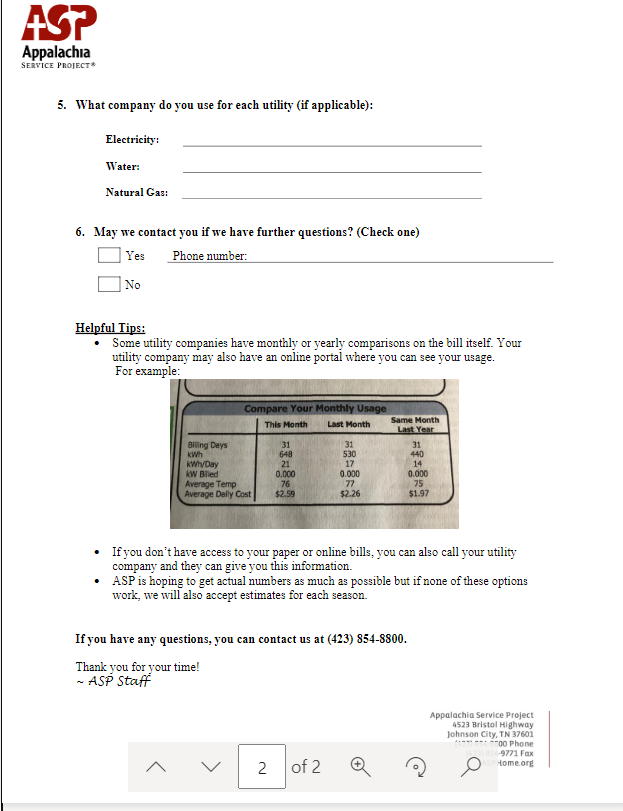 ASP
Appalachia
SERVICE PROJECT®
5. What company do you use for each utility (if applicable):
Electricity:
Water:
Natural Gas:
6. May we contact you if we have further questions? (Check one)
Yes Phone number:
No
Helpful Tips:
• Some utility companies have monthly or yearly comparisons on the bill itself. Your
utility company may also have an online portal where you can see your usage.
For example:
Compare Your Monthly Usage
This Month Last Month Same Month
Last Year
Billing Days 31 31 31
kWh 648 530 440
kWh/Day 21 17 14
kW Billed 0.000 0.000 0.000
Average Temp 76 77 75
Average Daily Cost $2.59 $2.26 $1.97
• If you don't have access to your paper or online bills, you can also call your utility
company and they can give you this information.
• ASP is hoping to get actual numbers as much as possible but if none of these options
work, we will also accept estimates for each season.
If you have any questions, you can contact us at (423) 854-8800.
Thank you for your time!
~ ASP Staff
Appalachia Service Project
4523 Bristol Highway
Johnson City, TN 37601
Phone
-9771 Fax
Home.org
2 of 2